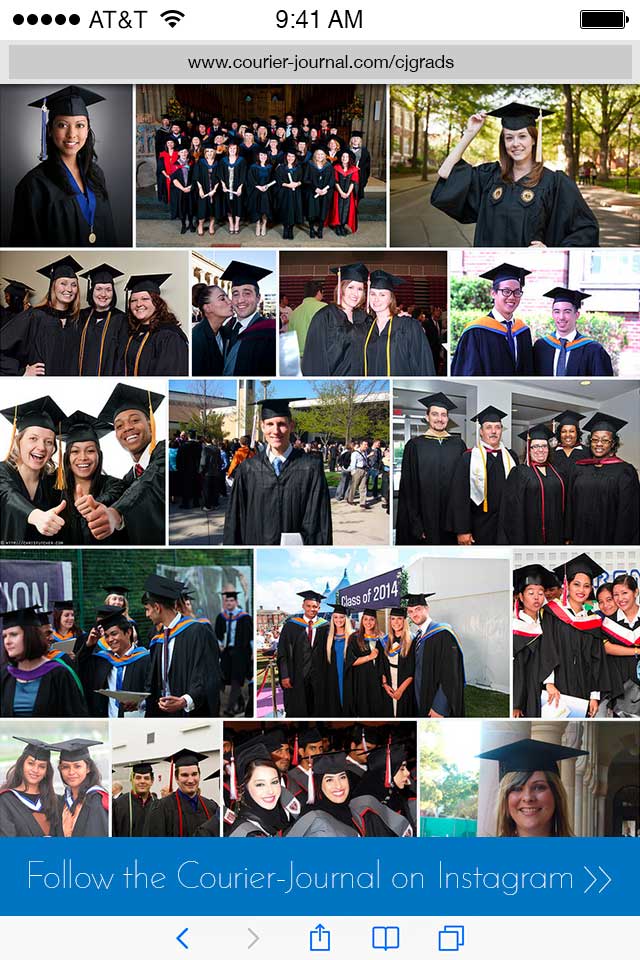 AT&T 9:41 AM
www.courier-journal.com/cjgrads
Class of 2014
Follow the Courier-Journal on Instagram >>